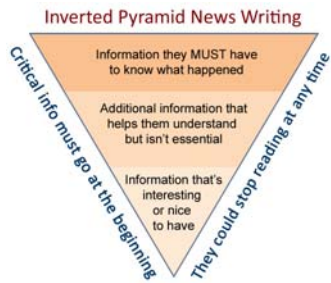 Inverted Pyramid News Writing
Information they MUST have
to know what happened
Additional information that
helps them understand
but isn't essential
Information that's
interesting
or nice
to have
Critical info must go at the beginning
They could stop reading at any time